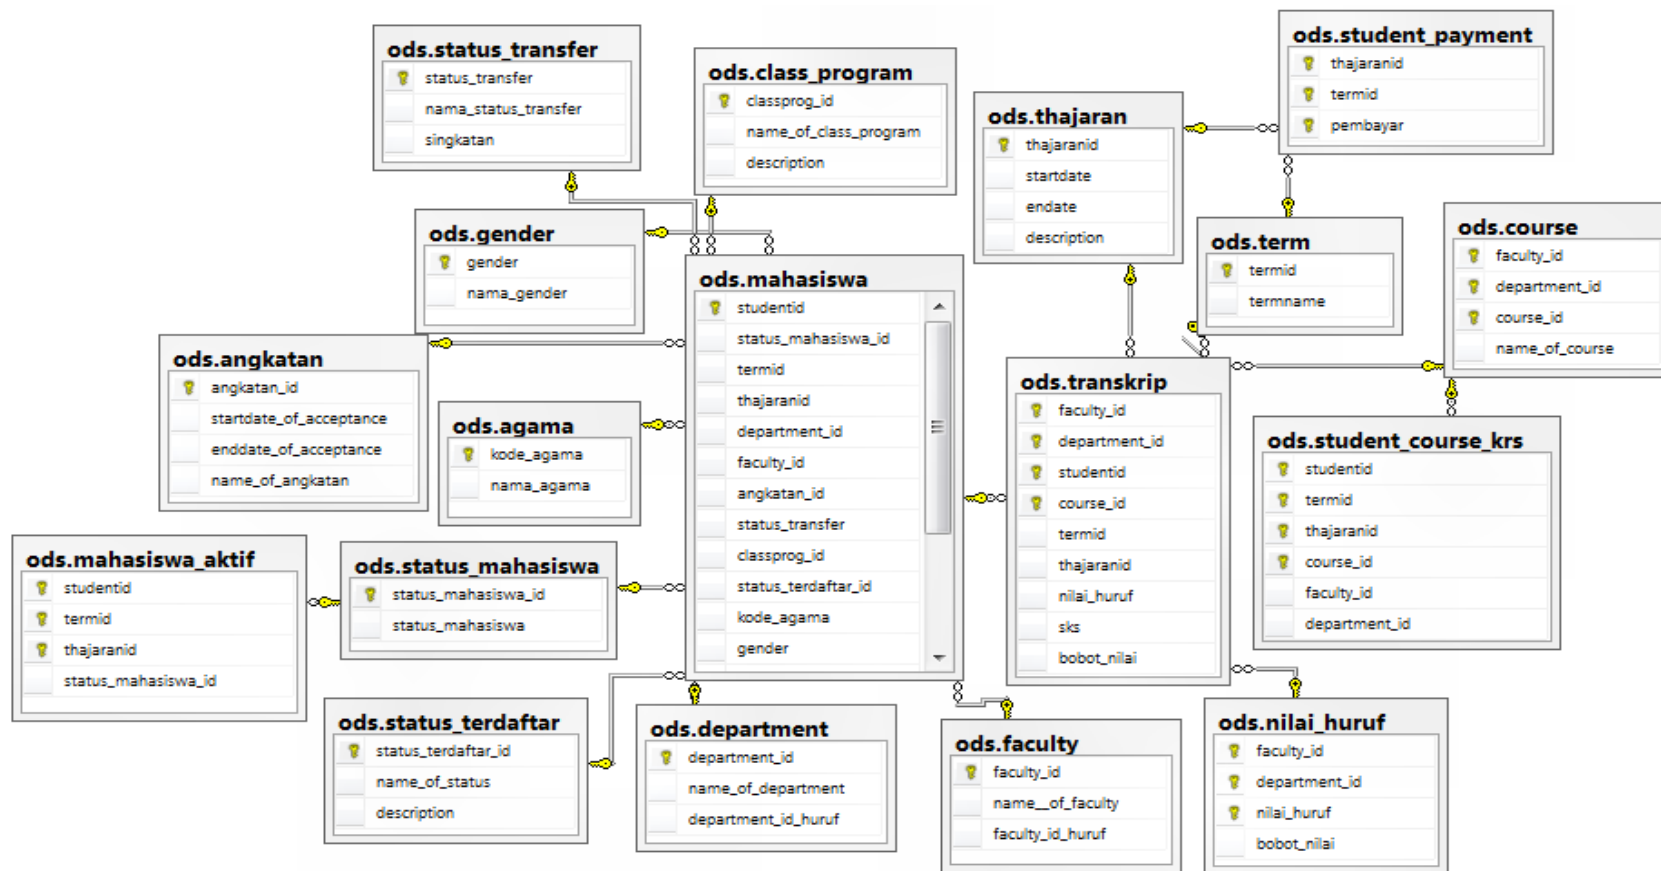 ods.status_transfer
status_transfer
nama_status_transfer
singkatan
ods.class_program
classprog_id
name_of_class_program
description
ods.thajaran
thajaranid
startdate
endate
description
ods.student_payment
thajaranid
termid
pembayar
ods.gender
gender
nama_gender
ods.mahasiswa
studentid
status_mahasiswa_id
termid
thajaranid
department_id
faculty_id
angkatan_id
status_transfer
classprog_id
status_terdaftar_id
kode_agama
gender
ods.term
termid
termname
ods.course
faculty_id
department_id
course_id
name_of_course
ods.angkatan
angkatan_id
startdate_of_acceptance
enddate_of_acceptance
name_of_angkatan
ods.agama
kode_agama
nama_agama
ods.transkrip
faculty_id
department_id
studentid
course_id
termid
thajaranid
nilai_huruf
sks
bobot_nilai
ods.student_course_krs
studentid
termid
thajaranid
course_id
faculty_id
department_id
ods.mahasiswa_aktif
studentid
termid
thajaranid
status_mahasiswa_id
ods.status_mahasiswa
status_mahasiswa_id
status_mahasiswa
ods.status_terdaftar
status_terdaftar_id
name_of_status
description
ods.department
department_id
name_of_department
department_id_huruf
ods.faculty
faculty_id
name__of_faculty
faculty_id_huruf
ods.nilai_huruf
faculty_id
department_id
nilai_huruf
bobot_nilai